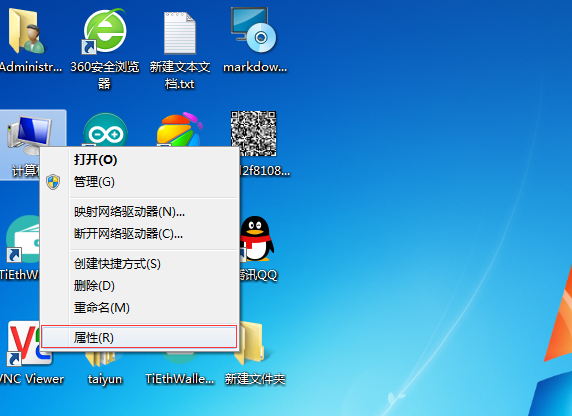 Administr...
360安全浏览
器
新建文本文
档.txt
markdow...
计算机
l2f8108...
打开(O)
管理(G)
映射网络驱动器(N)...
断开网络驱动器(C)...
创建快捷方式(S)
删除(D)
重命名(M)
属性(R)
TiEthW
腾讯QQ
VNC Viewer
taiyun
TiEthWalle...
新建文件夹